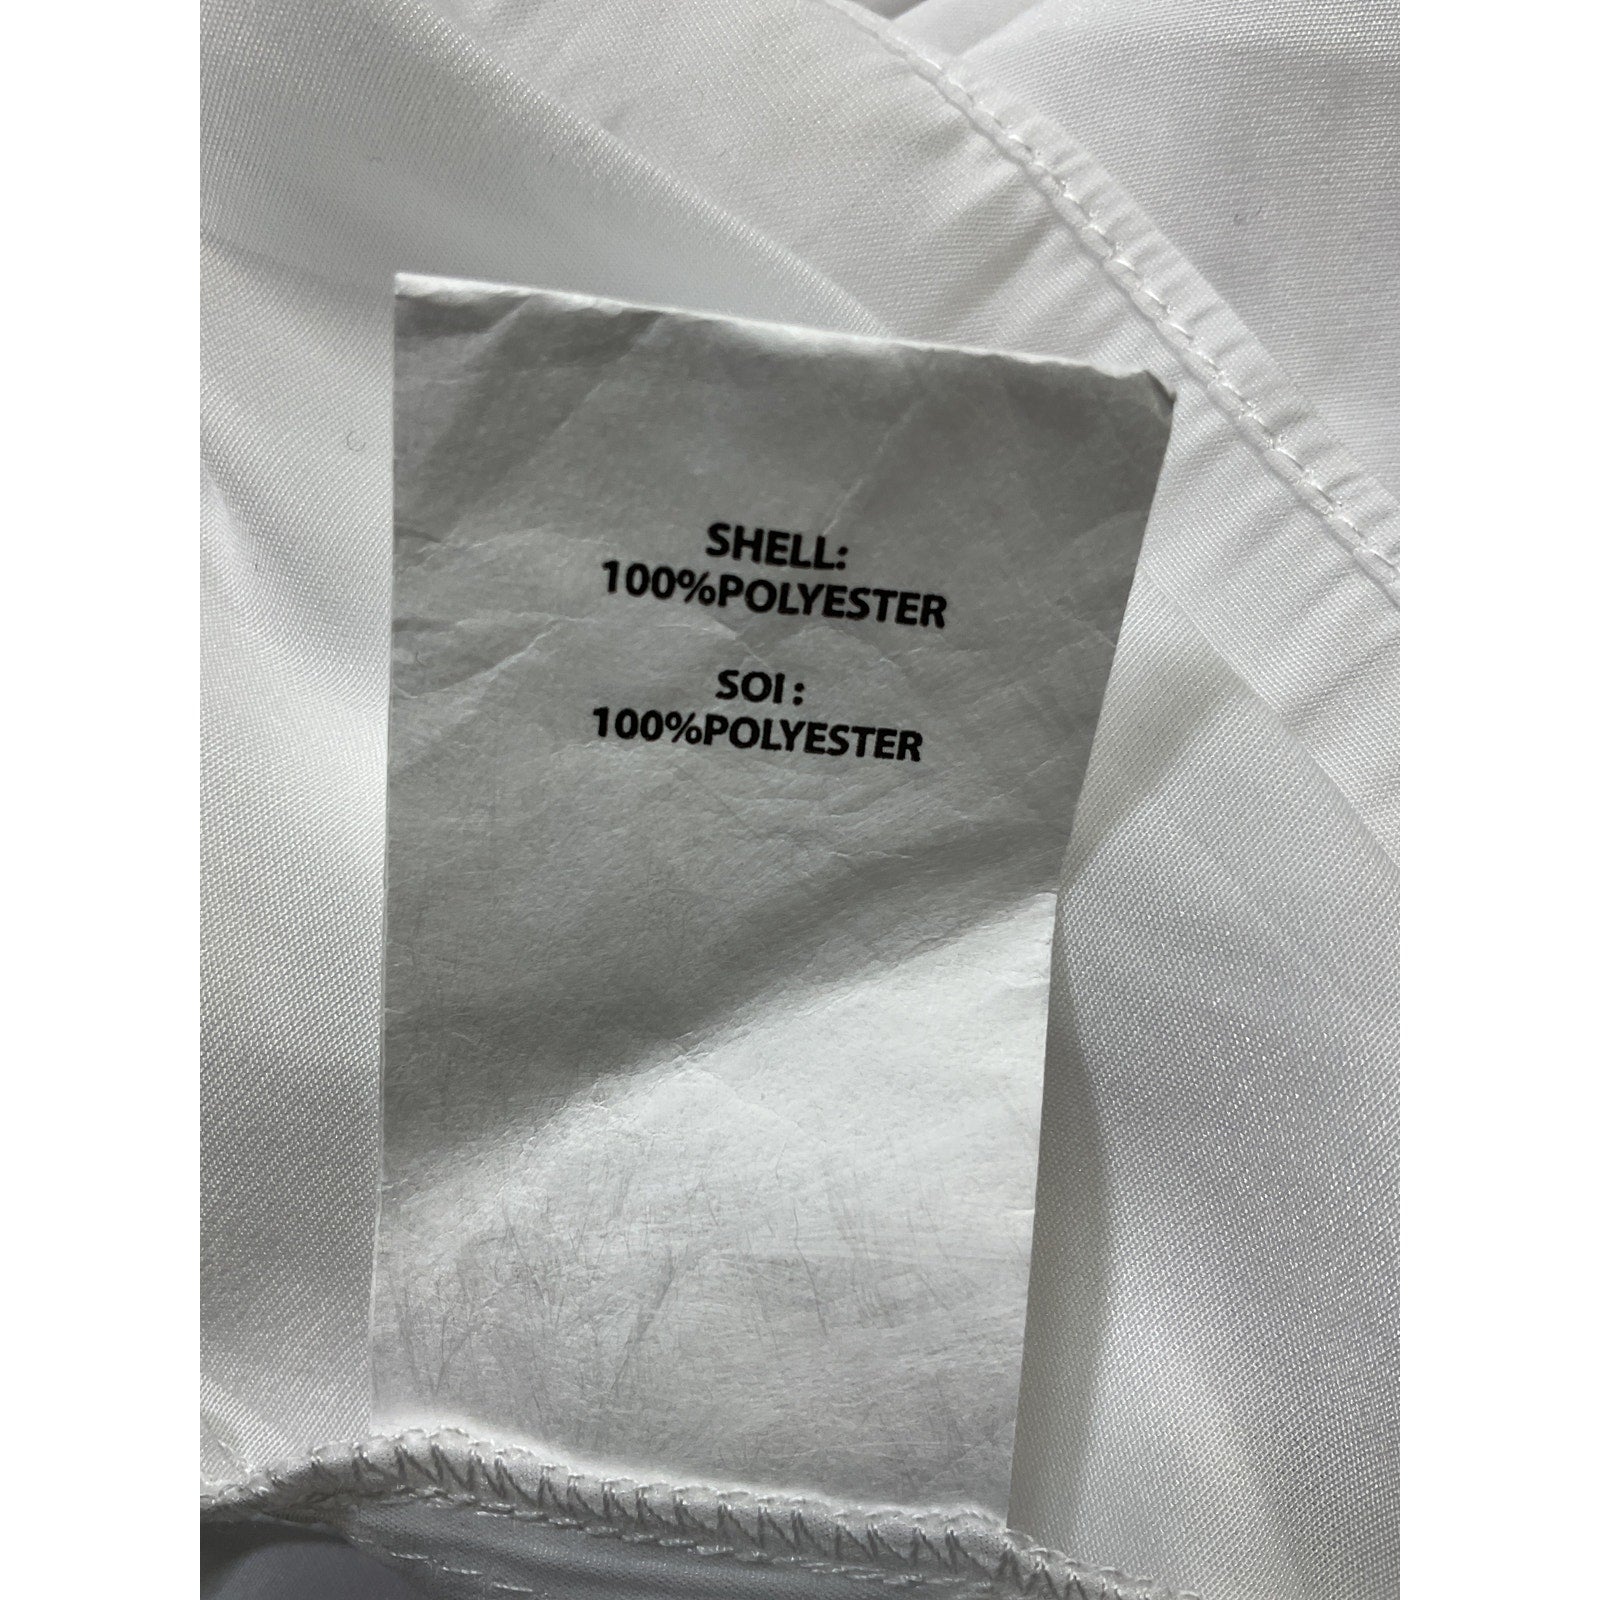 SHELL:
100%POLYESTER
SOI :
100%POLYESTER